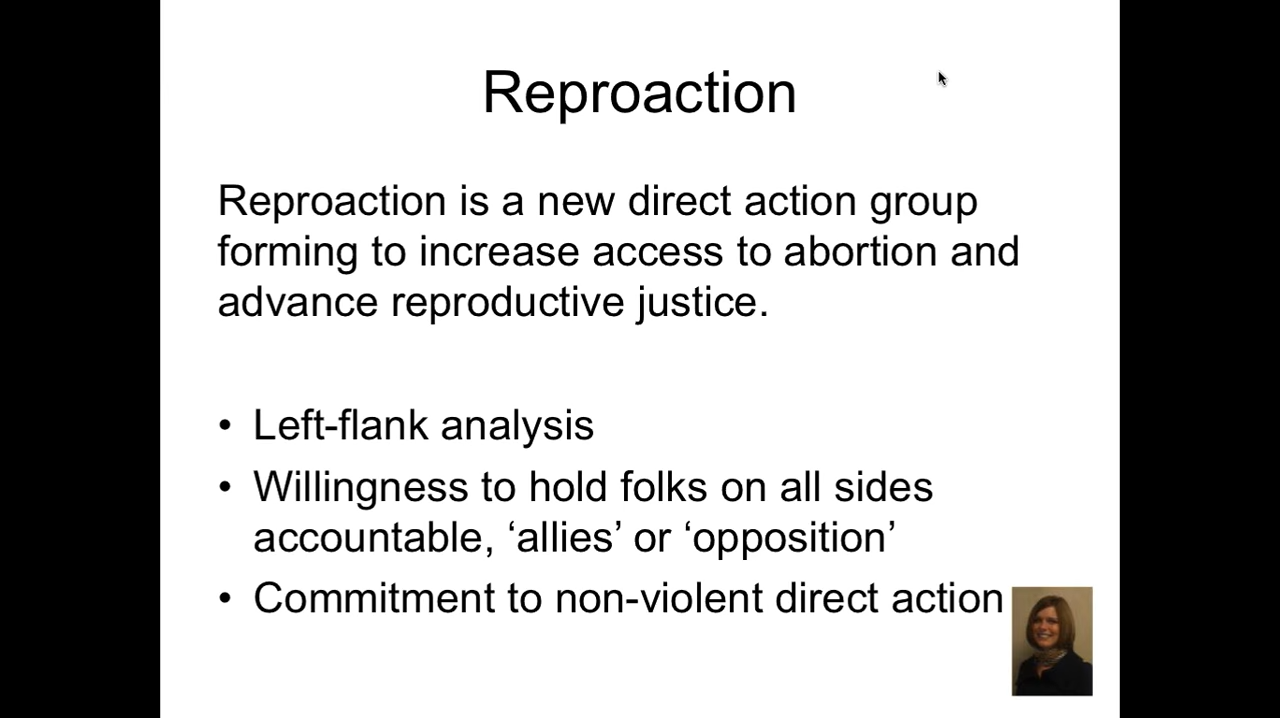 Reproaction
Reproaction is a new direct action group
forming to increase access to abortion and
advance reproductive justice.
• Left-flank analysis
• Willingness to hold folks on all sides
accountable, ‘allies’ or ‘opposition’
• Commitment to non-violent direct action